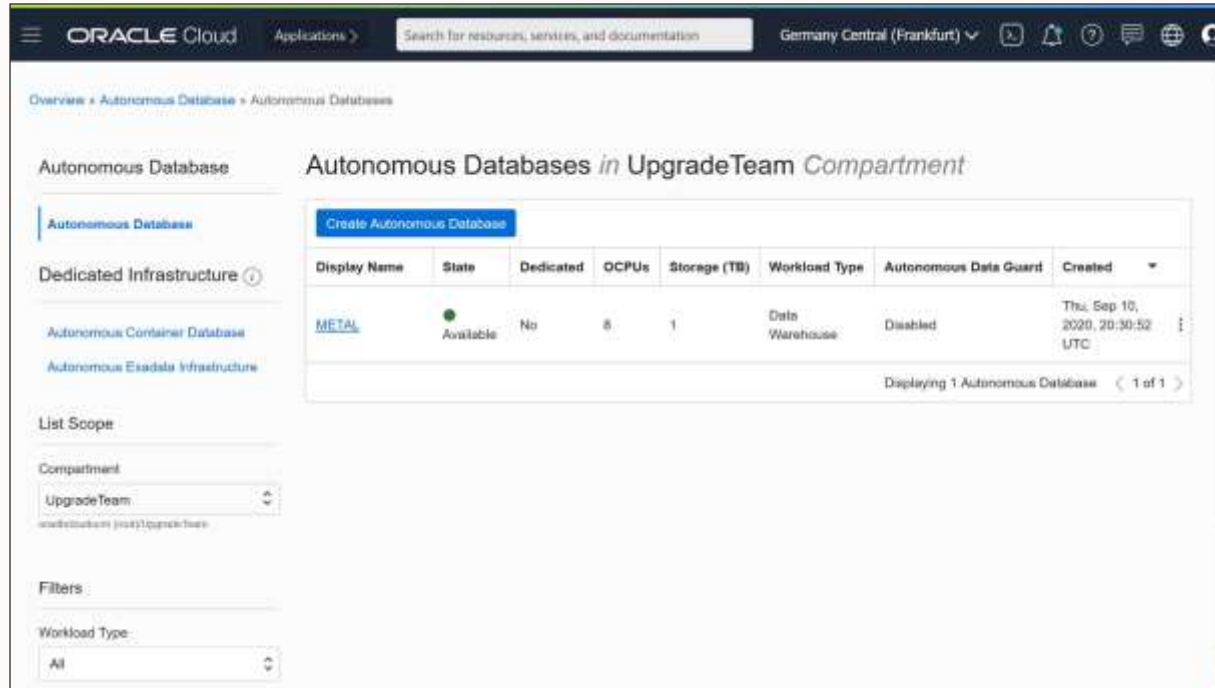 ORACLE Cloud
Applications >
Search for resources, services, and documentation
Germany Central (Frankfurt)
Overview » Autonomous Database » Autonomous Databases
Autonomous Database
Autonomous Database
Dedicated Infrastructure
Autonomous Container Database
Autonomous Exadata Infrastructure
List Scope
Compartment
UpgradeTeam
Filters
Workload Type
All
Autonomous Databases in UpgradeTeam Compartment
Create Autonomous Database
Display Name State Dedicated OCPUs Storage (TB) Workload Type Autonomous Data Guard Created
METAL Available No 8 1 Data Warehouse Disabled Thu, Sep 10, 2020, 20:30:52 UTC
Displaying 1 Autonomous Database < 1 of 1 >